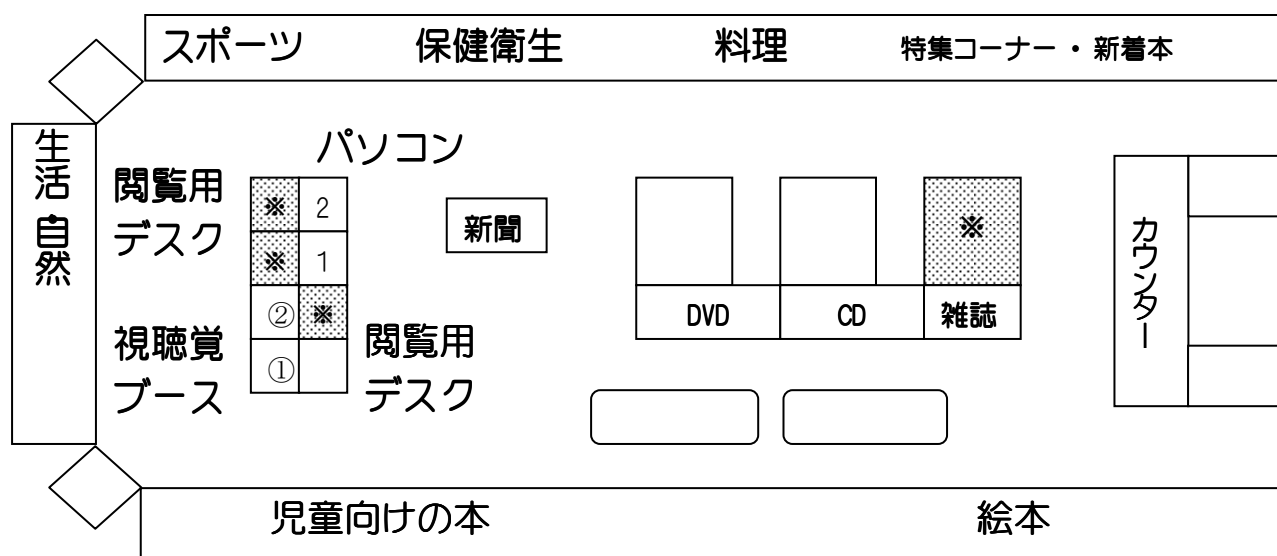 スポーツ 保健衛生 料理 特集コーナー・新着本
生活 自然
パソコン
閲覧用
デスク
※ 2
※ 1
② ※
①
視聴覚
ブース
閲覧用
デスク
新聞
※
DVD CD 雑誌
カウンター
児童向けの本 絵本